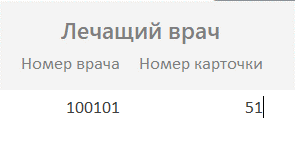 Лечащий врач
Номер врача Номер карточки
100101 51